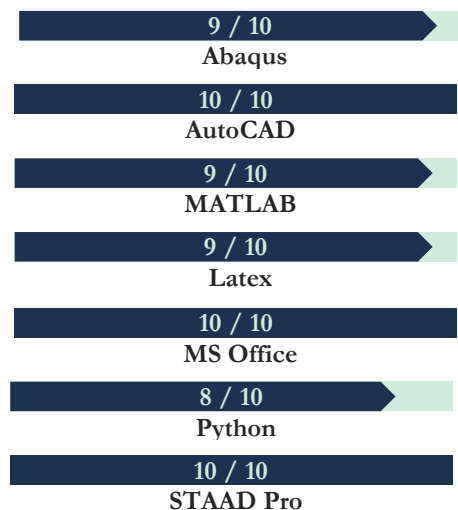 9 / 10
Abaqus
10 / 10
AutoCAD
9 / 10
MATLAB
9 / 10
Latex
10 / 10
MS Office
8 / 10
Python
10 / 10
STAAD Pro